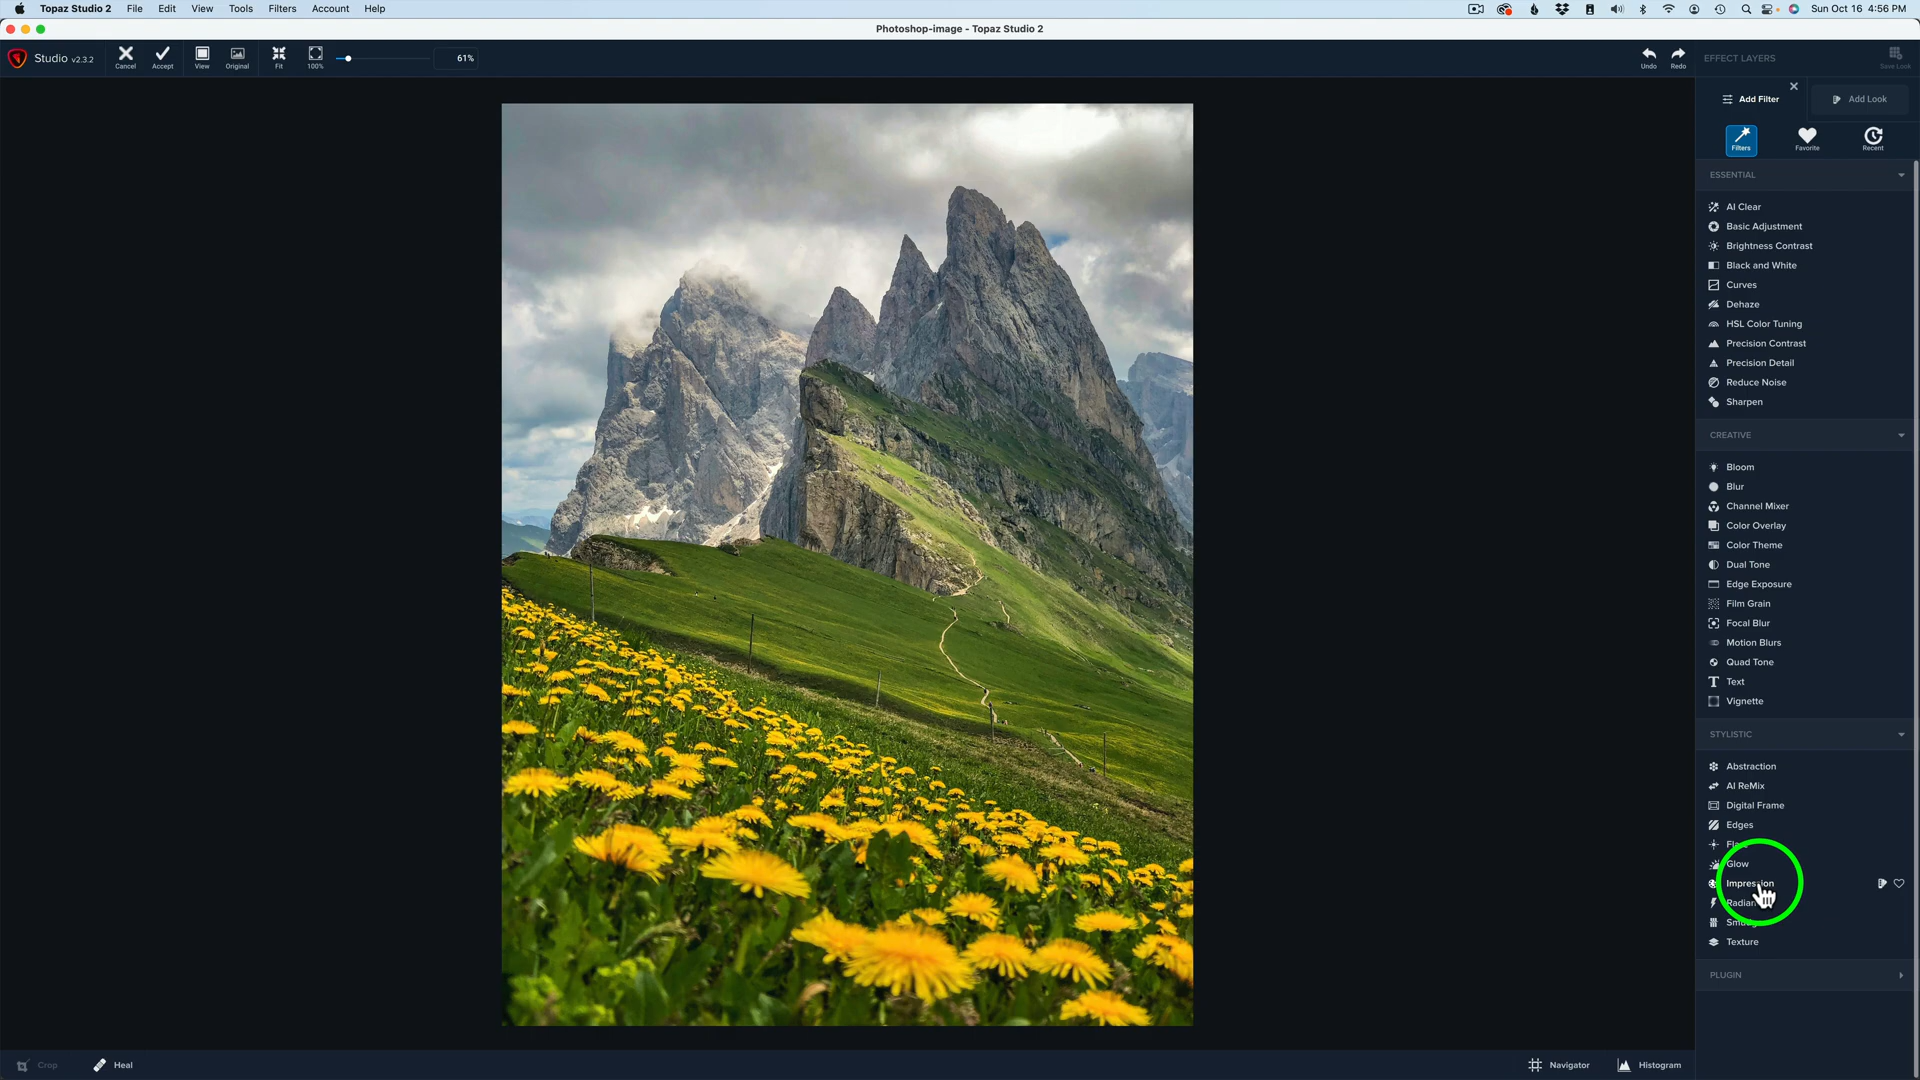 Topaz Studio 2 File Edit View Tools Filters Account Help Sun Oct 16 4:56 PM
Photoshop-image - Topaz Studio 2
Studio v2.3.2 Cancel Accept View Original Fit 100% 61% Undo Redo EFFECT LAYERS Save Look
Add Filter Add Look
Filters Favorite Recent
ESSENTIAL
AI Clear
Basic Adjustment
Brightness Contrast
Black and White
Curves
Dehaze
HSL Color Tuning
Precision Contrast
Precision Detail
Reduce Noise
Sharpen
CREATIVE
Bloom
Blur
Channel Mixer
Color Overlay
Color Theme
Dual Tone
Edge Exposure
Film Grain
Focal Blur
Motion Blurs
Quad Tone
Text
Vignette
STYLISTIC
Abstraction
AI ReMix
Digital Frame
Edges
Glow
Impression
Texture
PLUGIN
Crop Heal Navigator Histogram